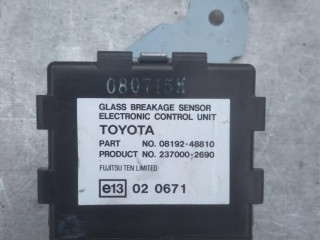 080715M
GLASS BREAKAGE SENSOR
ELECTRONIC CONTROL UNIT
TOYOTA
PART NO. 08192-48810
PRODUCT NO. 237000-2690
FUJITSU TEN LIMITED
e13 02 0671